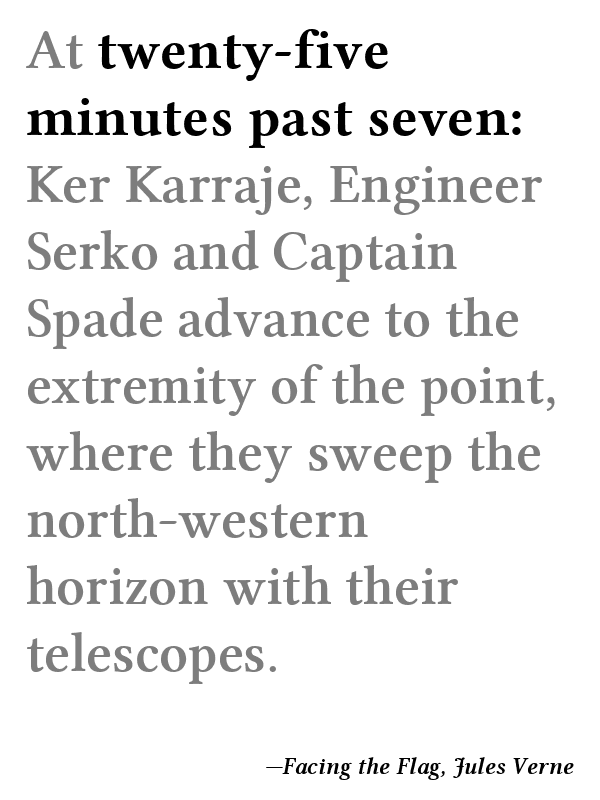 At twenty-five
minutes past seven:
Ker Karraje, Engineer
Serko and Captain
Spade advance to the
extremity of the point,
where they sweep the
north-western
horizon with their
telescopes.
—Facing the Flag, Jules Verne